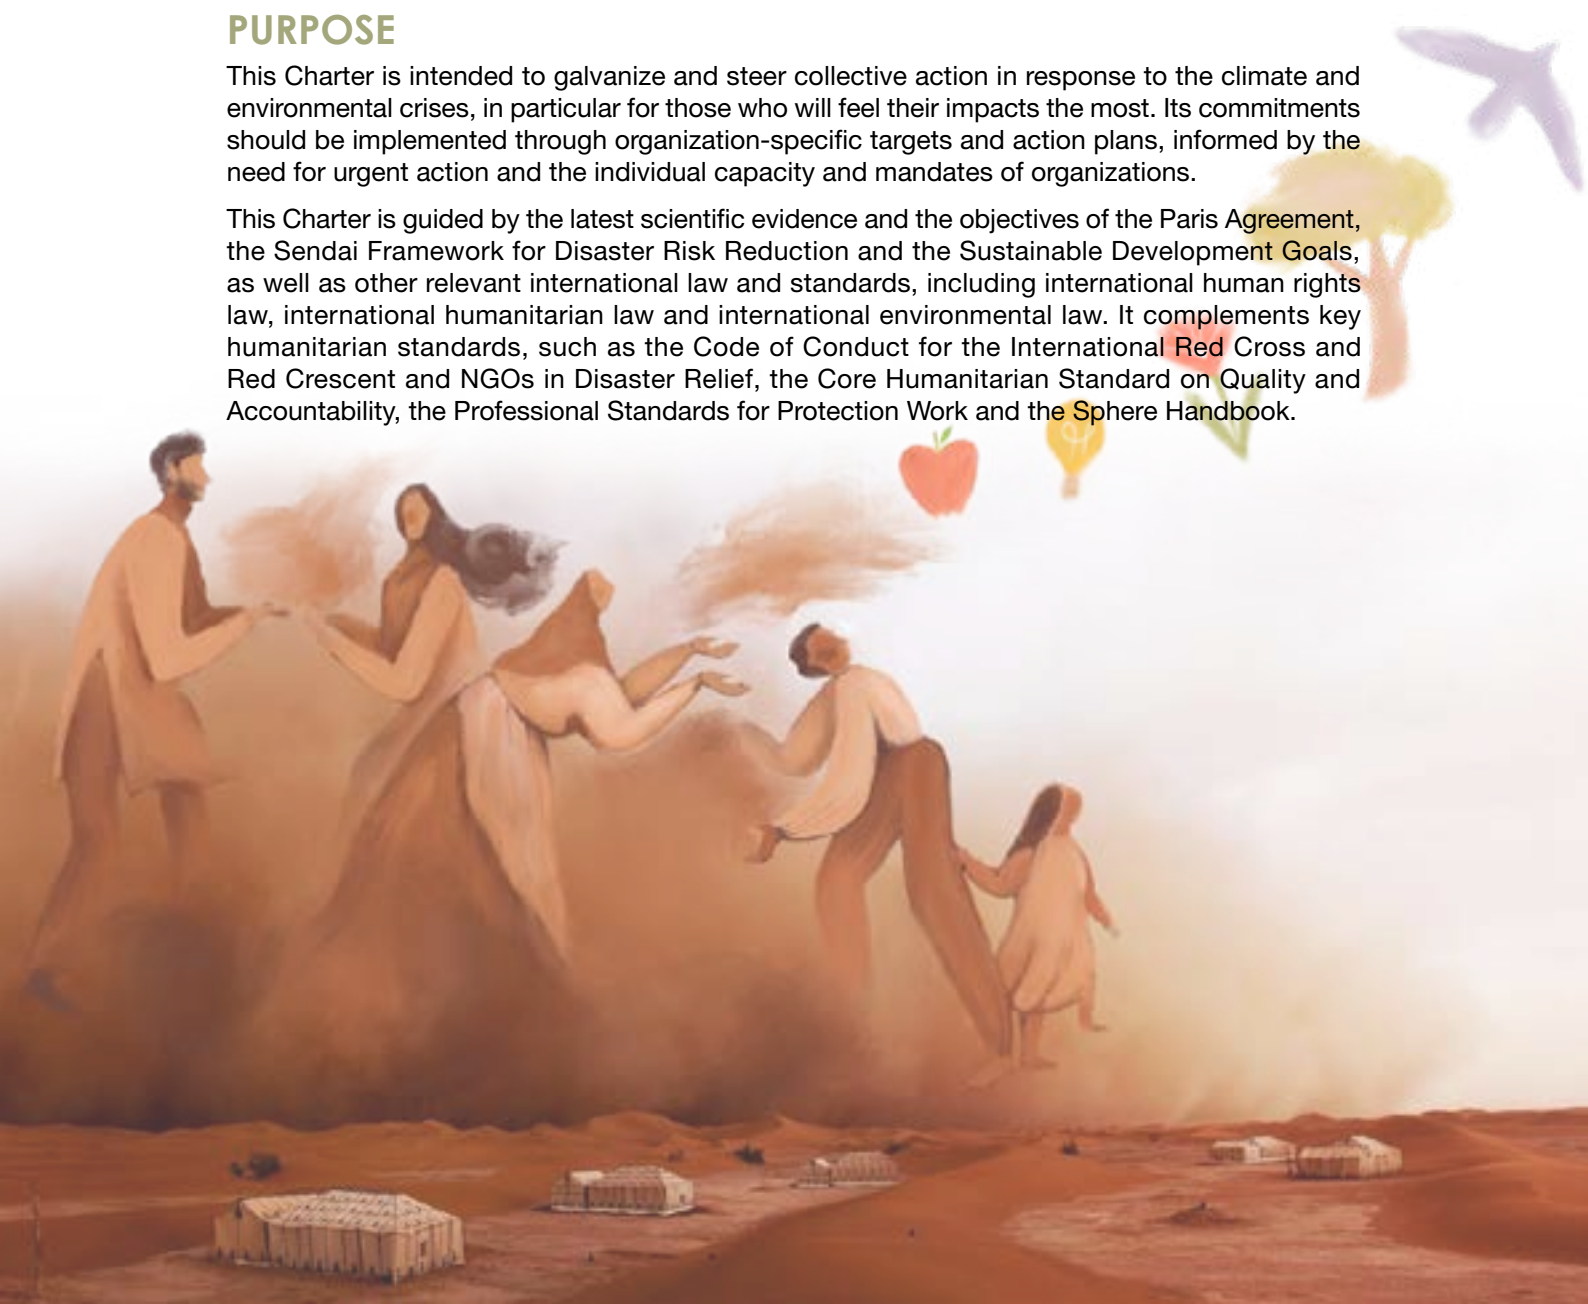 PURPOSE
This Charter is intended to galvanize and steer collective action in response to the climate and
environmental crises, in particular for those who will feel their impacts the most. Its commitments
should be implemented through organization-specific targets and action plans, informed by the
need for urgent action and the individual capacity and mandates of organizations.
This Charter is guided by the latest scientific evidence and the objectives of the Paris Agreement,
the Sendai Framework for Disaster Risk Reduction and the Sustainable Development Goals,
as well as other relevant international law and standards, including international human rights
law, international humanitarian law and international environmental law. It complements key
humanitarian standards, such as the Code of Conduct for the International Red Cross and
Red Crescent and NGOs in Disaster Relief, the Core Humanitarian Standard on Quality and
Accountability, the Professional Standards for Protection Work and the Sphere Handbook.